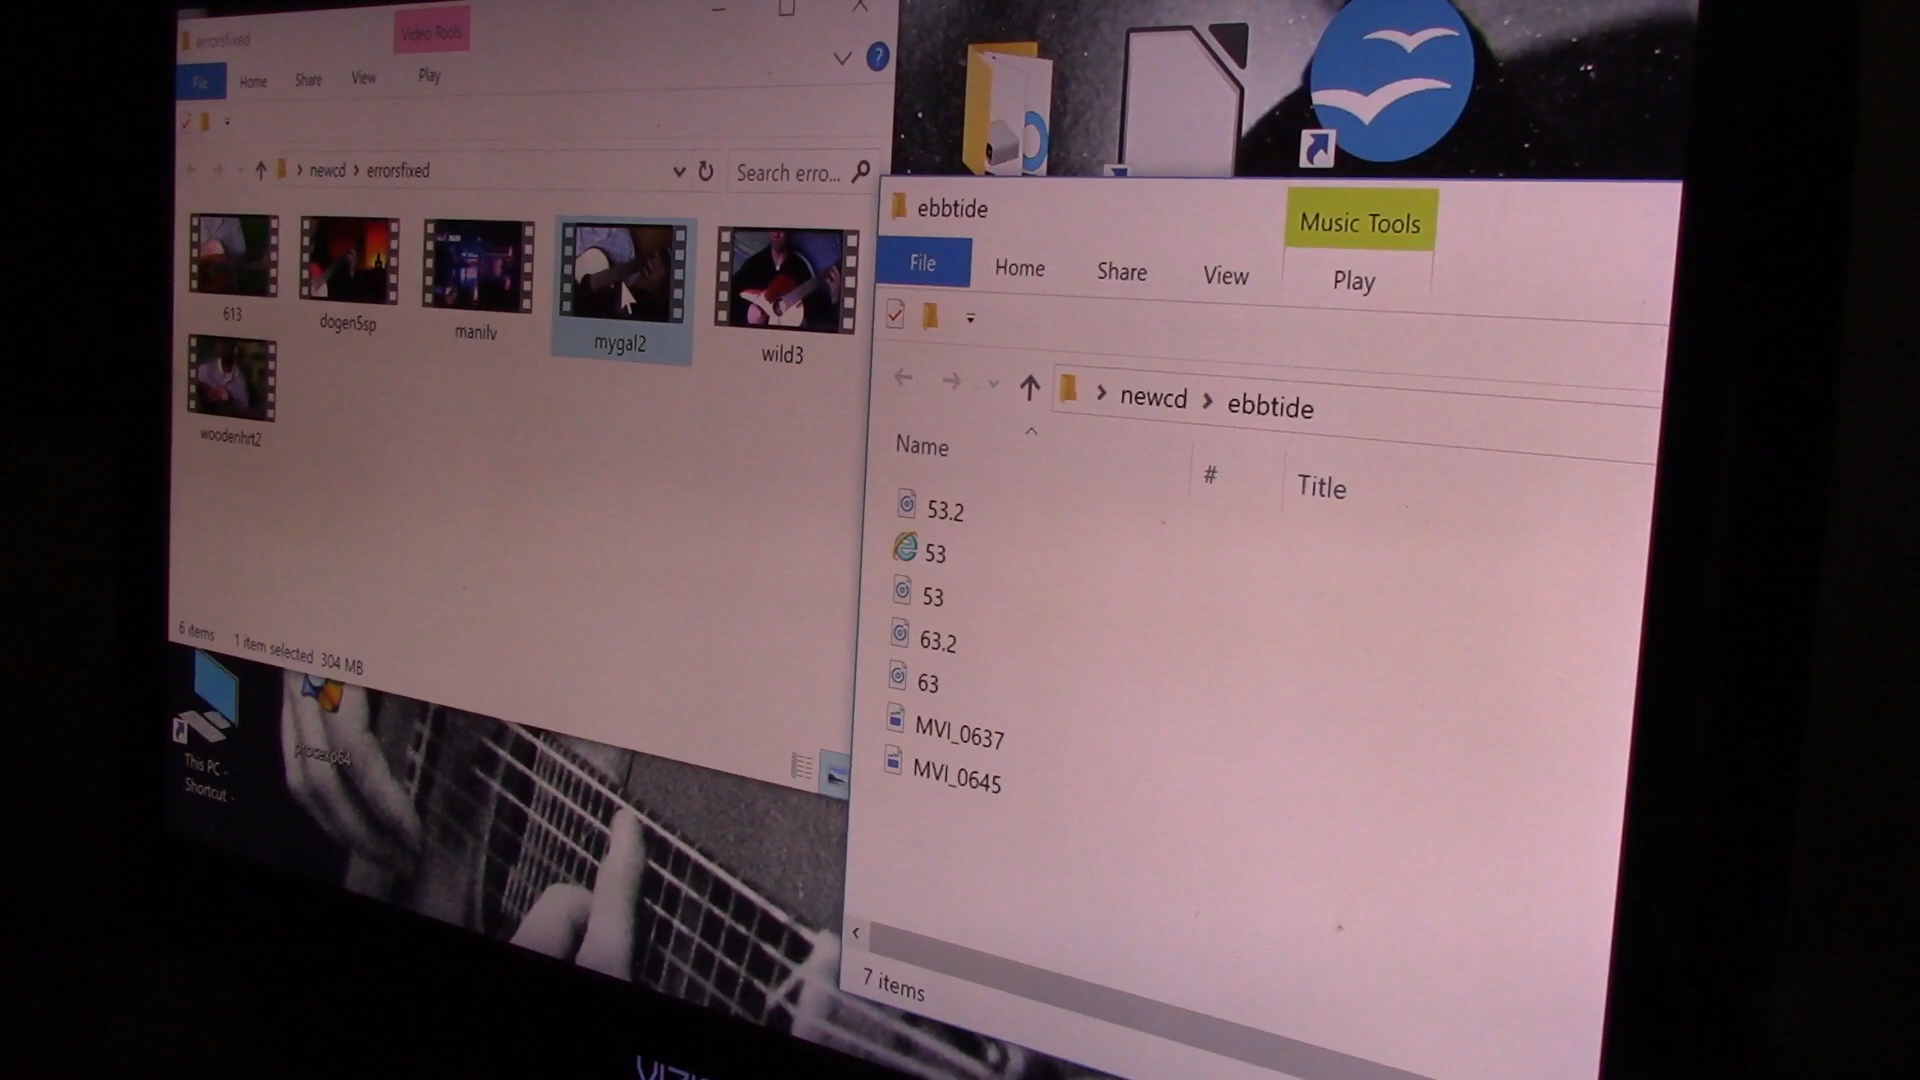 errorsfixed
Video Tools
File
Home
Share
View
Play
newcd > errorsfixed
Search erro...
613
dogen5sp
manilv
mygal2
wild3
woodenhrt2
6 items
1 item selected 304 MB
This PC -
Shortcut -
procexp64
ebbtide
Music Tools
File
Home
Share
View
Play
> newcd > ebbtide
Name
#
Title
53.2
53
53
63.2
63
MVI_0637
MVI_0645
7 items